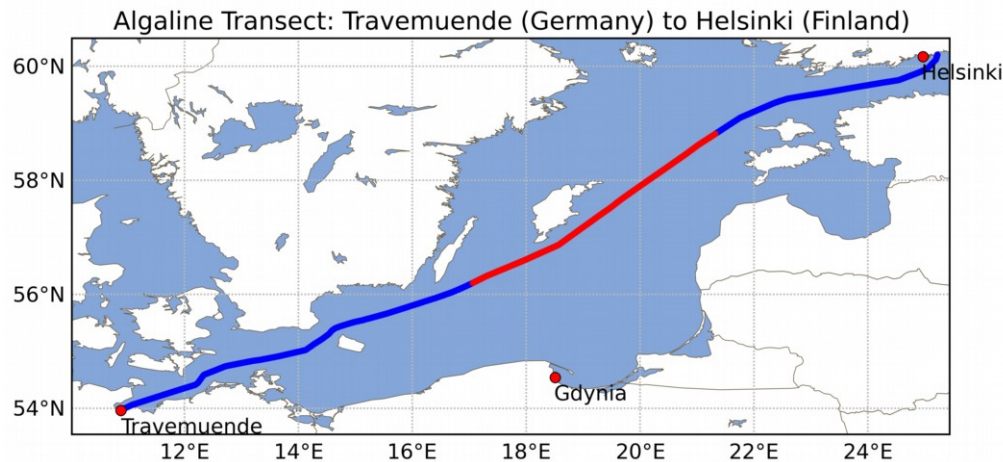 Algaline Transect: Travemuende (Germany) to Helsinki (Finland)
60°N
Helsinki
58°N
56°N
Gdynia
54°N
Travemuende
12°E 14°E 16°E 18°E 20°E 22°E 24°E